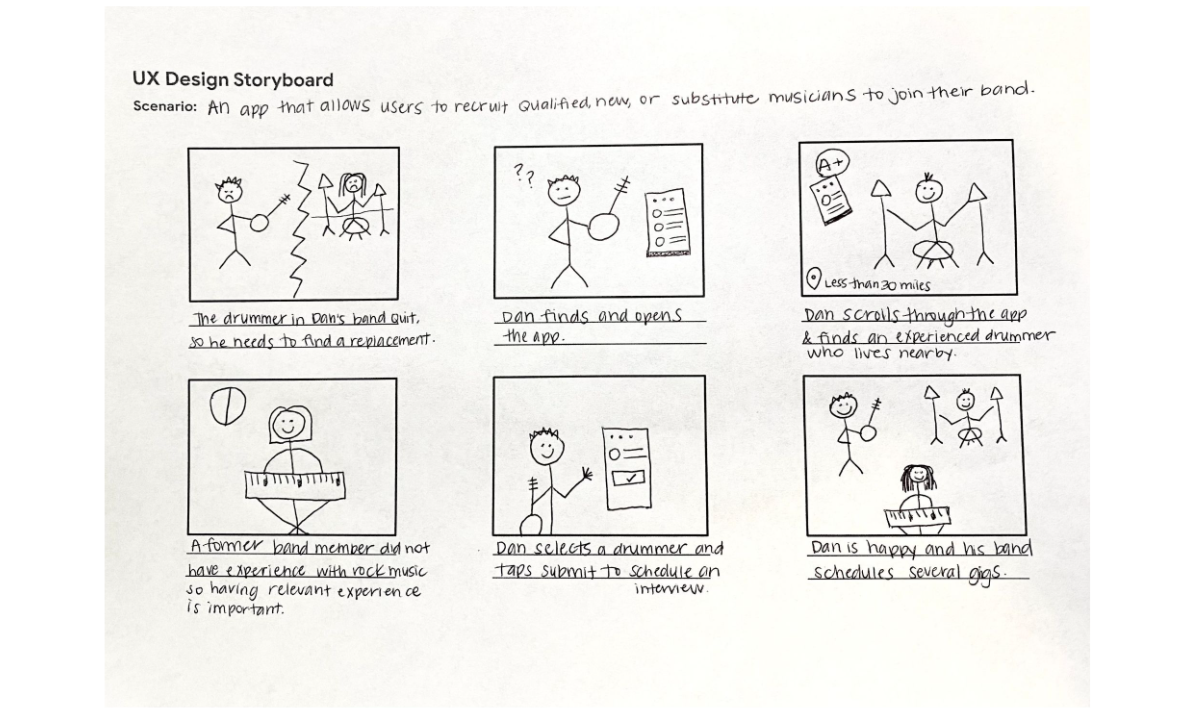 UX Design Storyboard
Scenario: An app that allows users to recruit qualified, new, or substitute musicians to join their band.
The drummer in Dan's band quit,
so he needs to find a replacement.
??
Dan finds and opens
the app.
A+
Less than 30 miles
Dan scrolls through the app
& finds an experienced drummer
who lives nearby.
A former band member did not
have experience with rock music
so having relevant experience
is important.
Dan selects a drummer and
taps submit to schedule an
interview.
Dan is happy and his band
schedules several gigs.